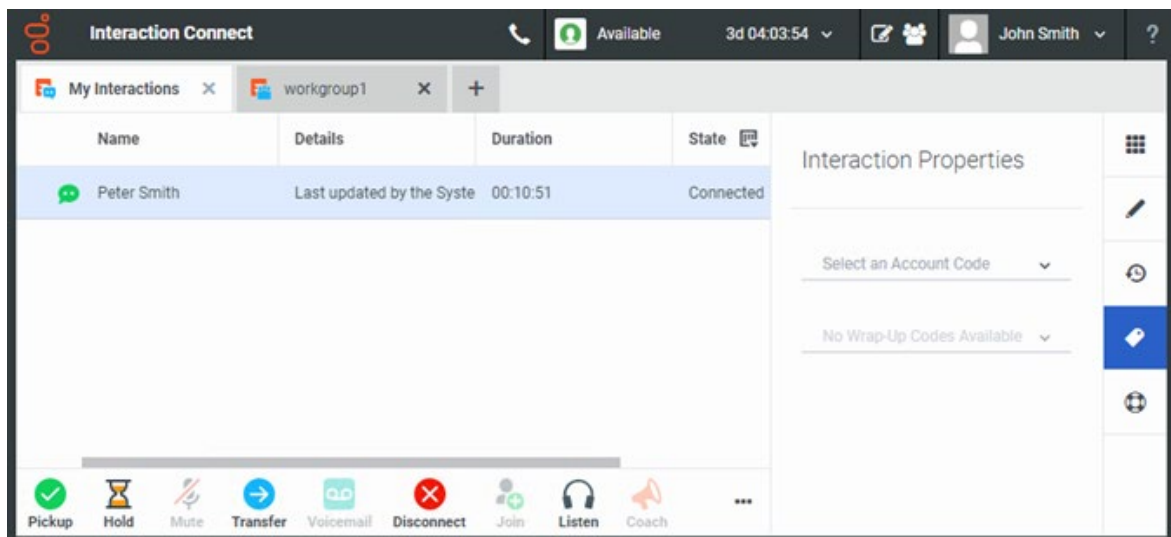 Interaction Connect
Available
3d 04:03:54
John Smith
?
My Interactions
workgroup1
Name Details Duration State
Interaction Properties
Peter Smith Last updated by the Syste 00:10:51 Connected
Select an Account Code
No Wrap-Up Codes Available
Pickup Hold Mute Transfer Voicemail Disconnect Join Listen Coach